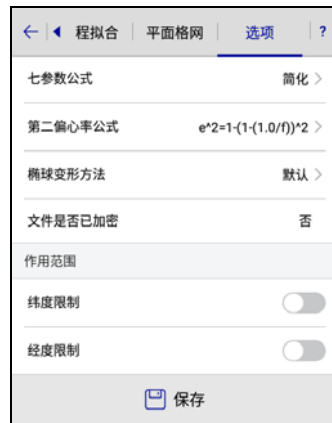 程拟合 平面格网 选项 ?
七参数公式 简化 >
第二偏心率公式 e^2=1-(1-(1.0/f))^2 >
椭球变形方法 默认 >
文件是否已加密 否
作用范围
纬度限制
经度限制
保存